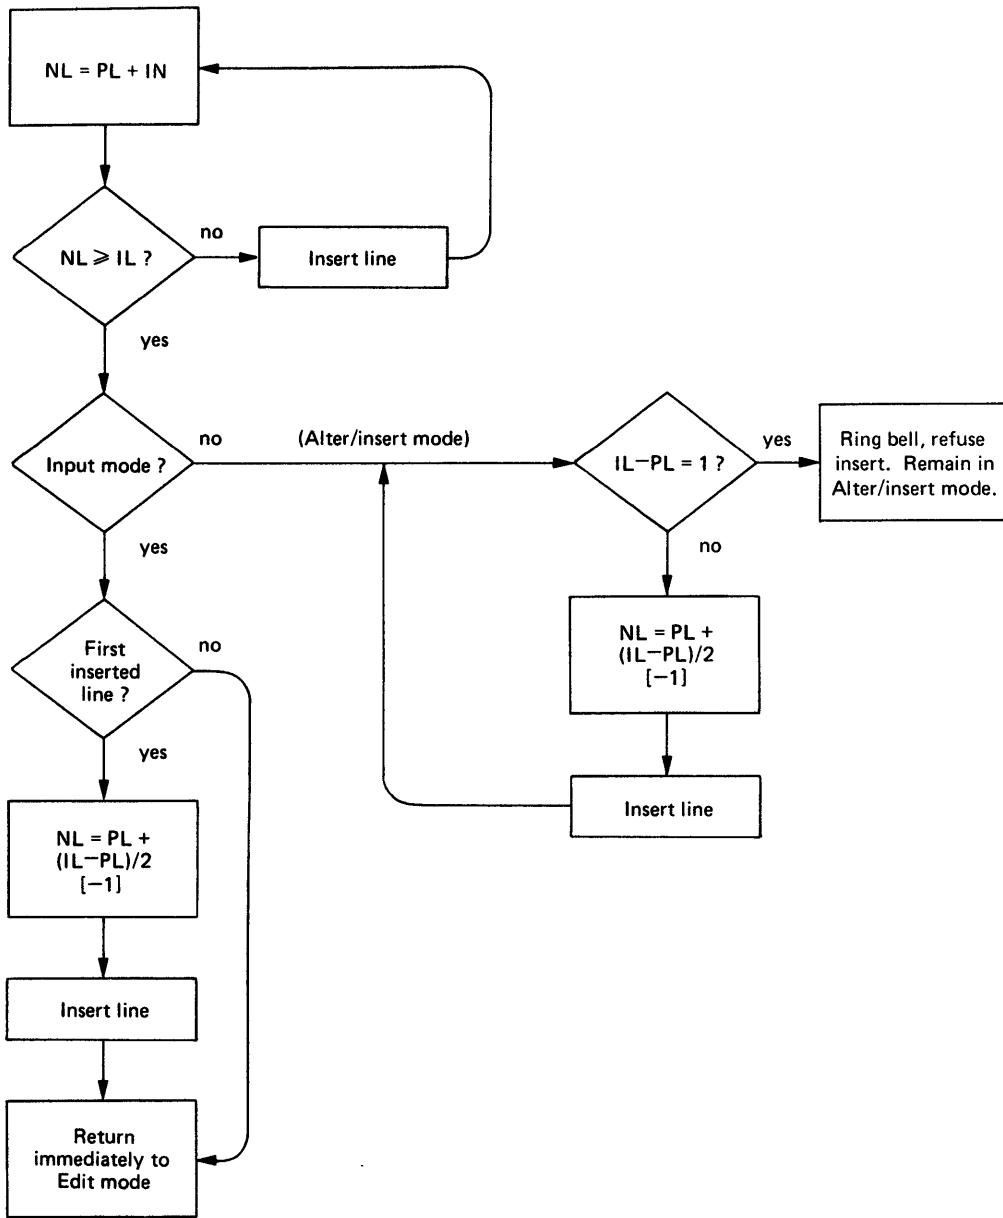 NL = PL + IN
NL ⩾ IL ?
no
Insert line
yes
Input mode ?
no
(Alter/insert mode)
IL−PL = 1 ?
yes
Ring bell, refuse
insert. Remain in
Alter/insert mode.
yes
no
First
inserted
line ?
no
NL = PL +
(IL−PL)/2
[−1]
yes
Insert line
NL = PL +
(IL−PL)/2
[−1]
Insert line
Return
immediately to
Edit mode